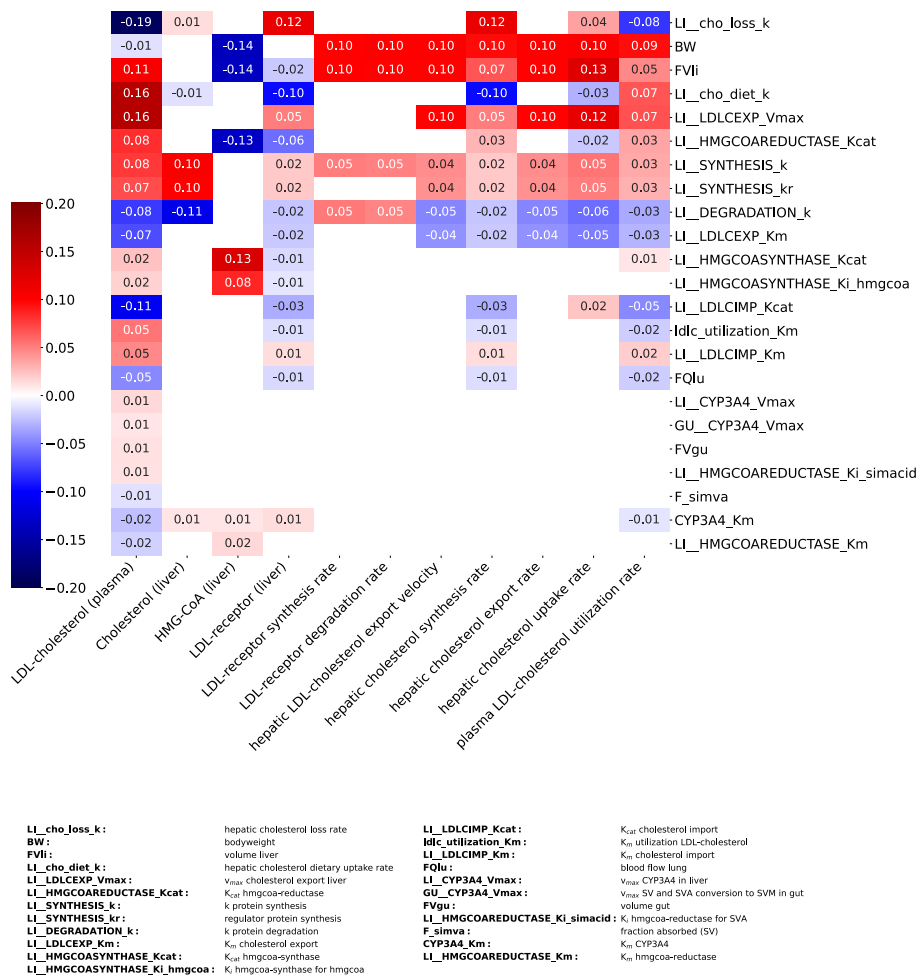 -0.19 0.01 0.12 0.12 0.04 -0.08 LI__cho_loss_k
-0.01 -0.14 0.10 0.10 0.10 0.10 0.10 0.10 0.09 BW
0.11 -0.14 -0.02 0.10 0.10 0.10 0.07 0.10 0.13 0.05 FVli
0.16 -0.01 -0.10 -0.10 -0.03 0.07 LI__cho_diet_k
0.16 0.05 0.10 0.05 0.10 0.12 0.07 LI__LDLCEXP_Vmax
0.08 -0.13 -0.06 0.03 -0.02 0.03 LI__HMGCOAREDUCTASE_Kcat
0.08 0.10 0.02 0.05 0.05 0.04 0.02 0.04 0.05 0.03 LI__SYNTHESIS_k
0.07 0.10 0.02 0.04 0.02 0.04 0.05 0.03 LI__SYNTHESIS_kr
-0.08 -0.11 -0.02 0.05 0.05 -0.05 -0.02 -0.05 -0.06 -0.03 LI__DEGRADATION_k
-0.07 -0.02 -0.04 -0.02 -0.04 -0.05 -0.03 LI__LDLCEXP_Km
0.02 0.13 -0.01 0.01 LI__HMGCOASYNTHASE_Kcat
0.02 0.08 -0.01 LI__HMGCOASYNTHASE_Ki_hmgcoa
-0.11 -0.03 -0.03 0.02 -0.05 LI__LDLCIMP_Kcat
0.05 -0.01 -0.01 -0.02 ldlc_utilization_Km
0.05 0.01 0.01 0.02 LI__LDLCIMP_Km
-0.05 -0.01 -0.01 -0.02 FQlu
0.01 LI__CYP3A4_Vmax
0.01 GU__CYP3A4_Vmax
0.01 FVgu
0.01 LI__HMGCOAREDUCTASE_Ki_simacid
-0.01 F_simva
-0.02 0.01 0.01 0.01 -0.01 CYP3A4_Km
-0.02 0.02 LI__HMGCOAREDUCTASE_Km
0.20
0.15
0.10
0.05
0.00
−0.05
−0.10
−0.15
−0.20
LDL-cholesterol (plasma)
Cholesterol (liver)
HMG-CoA (liver)
LDL-receptor (liver)
LDL-receptor synthesis rate
LDL-receptor degradation rate
hepatic LDL-cholesterol export velocity
hepatic cholesterol synthesis rate
hepatic cholesterol export rate
hepatic cholesterol uptake rate
plasma LDL-cholesterol utilization rate
LI__cho_loss_k : hepatic cholesterol loss rate
BW : bodyweight
FVli : volume liver
LI__cho_diet_k : hepatic cholesterol dietary uptake rate
LI__LDLCEXP_Vmax : vmax cholesterol export liver
LI__HMGCOAREDUCTASE_Kcat : Kcat hmgcoa-reductase
LI__SYNTHESIS_k : k protein synthesis
LI__SYNTHESIS_kr : regulator protein synthesis
LI__DEGRADATION_k : k protein degradation
LI__LDLCEXP_Km : Km cholesterol export
LI__HMGCOASYNTHASE_Kcat : Kcat hmgcoa-synthase
LI__HMGCOASYNTHASE_Ki_hmgcoa : Ki hmgcoa-synthase for hmgcoa
LI__LDLCIMP_Kcat : Kcat cholesterol import
ldlc_utilization_Km : Km utilization LDL-cholesterol
LI__LDLCIMP_Km : Km cholesterol import
FQlu : blood flow lung
LI__CYP3A4_Vmax : vmax CYP3A4 in liver
GU__CYP3A4_Vmax : vmax SV and SVA conversion to SVM in gut
FVgu : volume gut
LI__HMGCOAREDUCTASE_Ki_simacid : Ki hmgcoa-reductase for SVA
F_simva : fraction absorbed (SV)
CYP3A4_Km : Km CYP3A4
LI__HMGCOAREDUCTASE_Km : Km hmgcoa-reductase